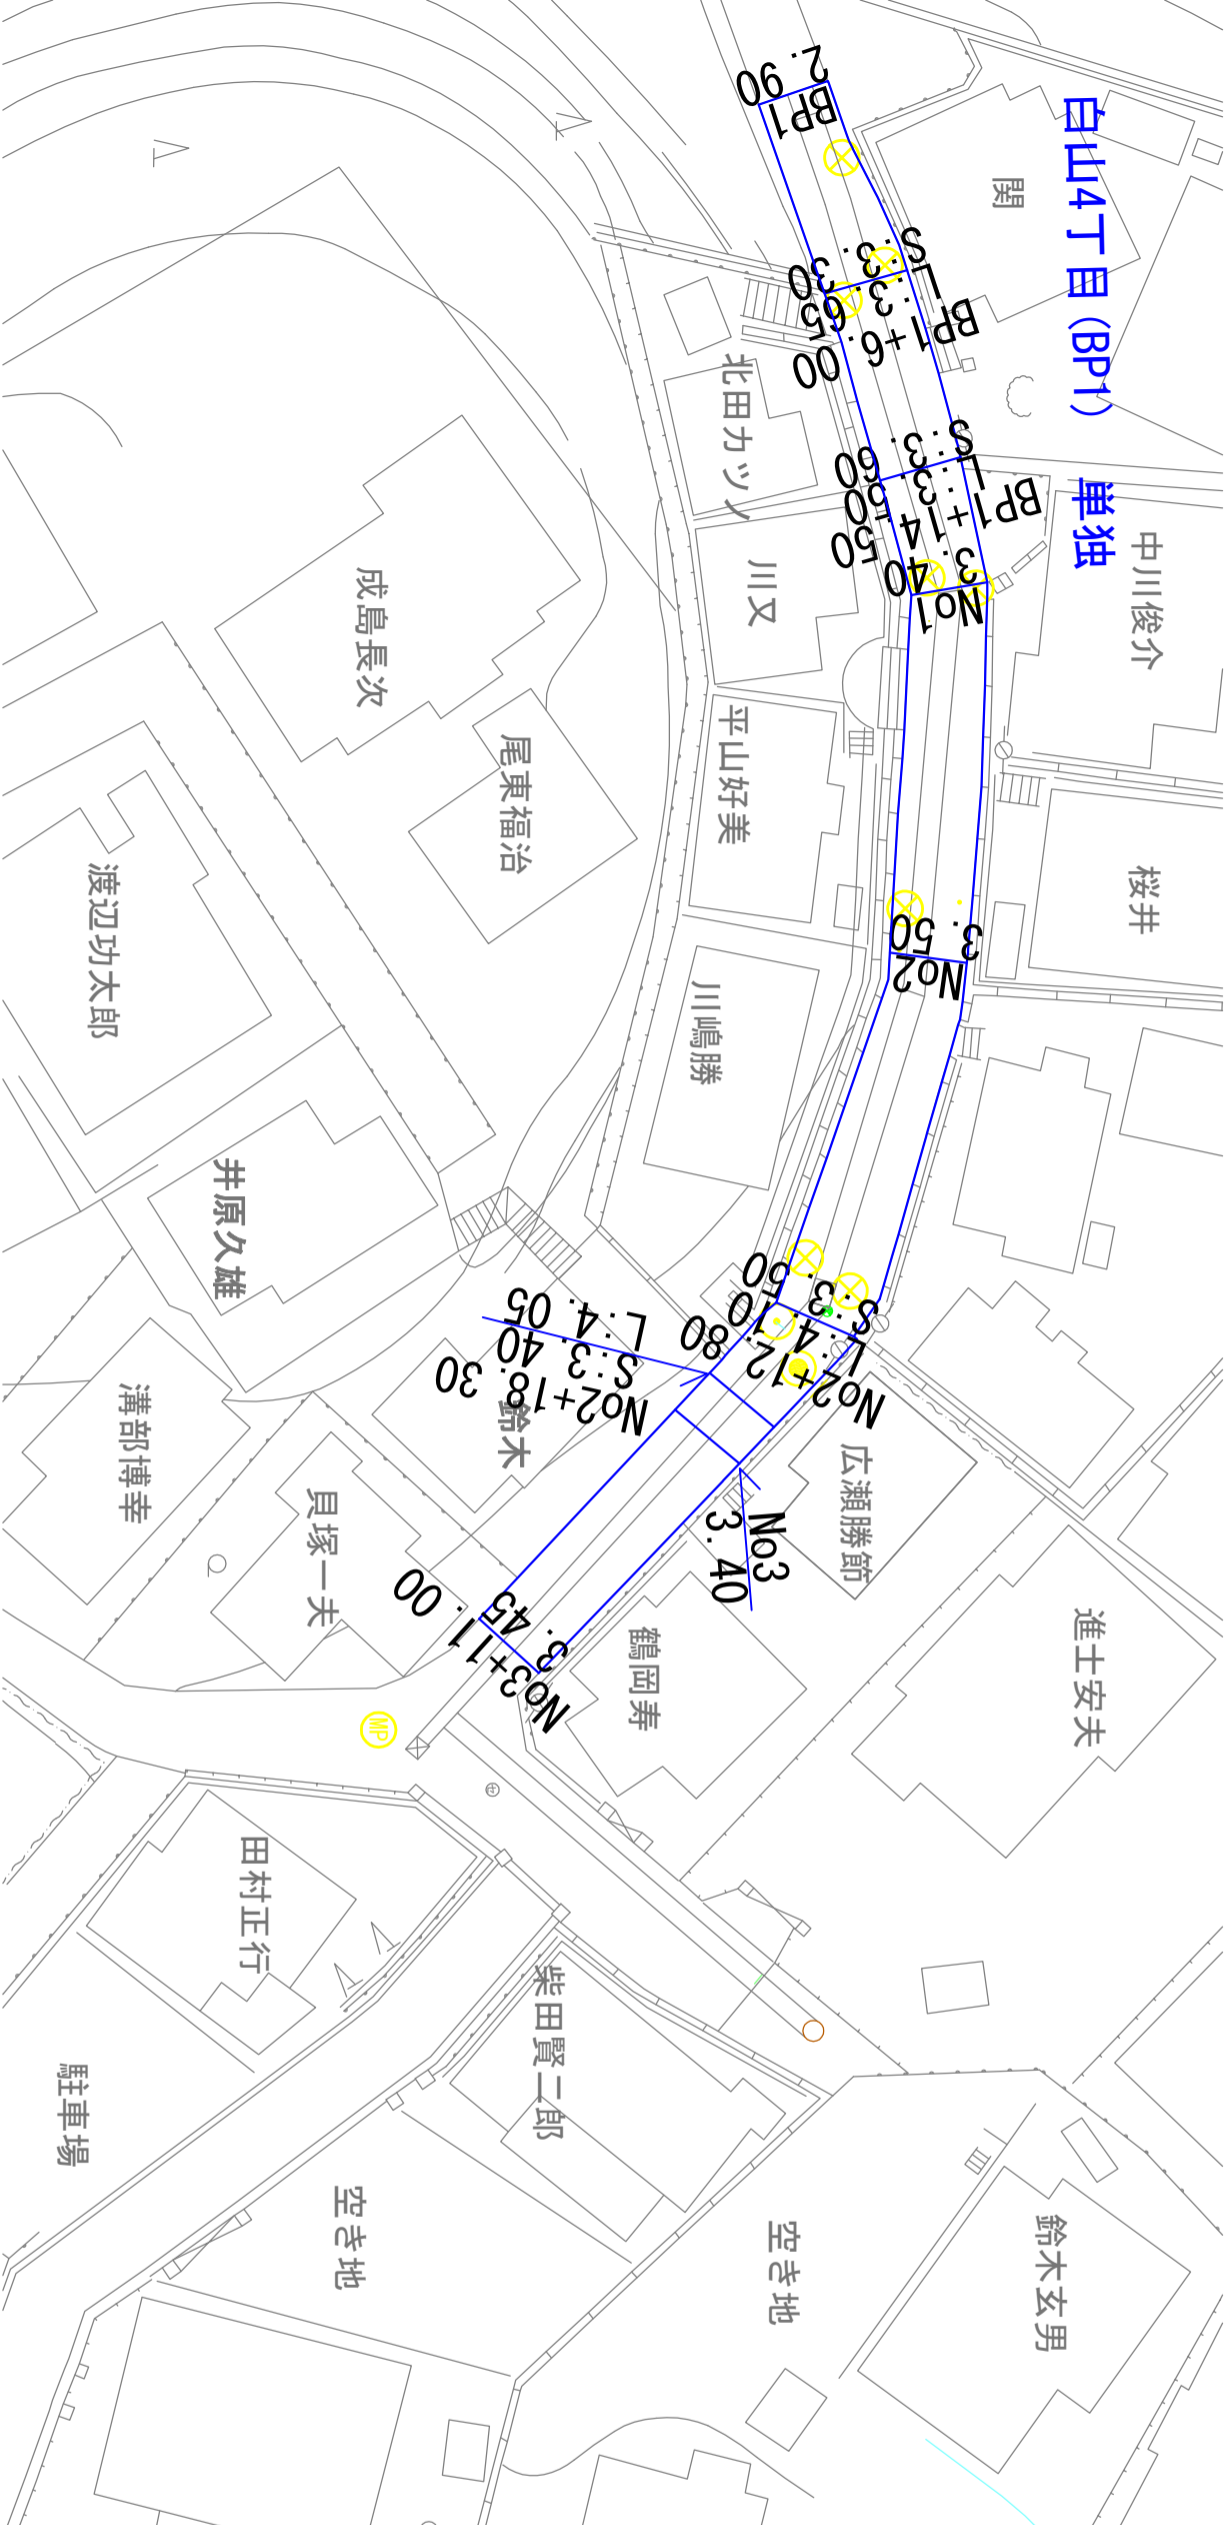 白山4丁目(BP1) 単独
2.90
BP1
S:3.30
L:3.65
BP1+6.00
S:3.60
L:3.90
BP1+14.50
3.40
No1
3.50
No2
S:3.50
L:4.10
No2+12.80
L:4.05
S:3.40
No2+18.30
No3
3.40
3.45
No3+11.00
MP
関
北田カツノ
川又
中川俊介
成島長次
尾東福治
平山好美
桜井
渡辺功太郎
川嶋勝
井原久雄
溝部博幸
鈴木
広瀬勝節
貝塚一夫
鶴岡寿
進士安夫
田村正行
柴田賢二郎
駐車場
空き地
空き地
鈴木玄男